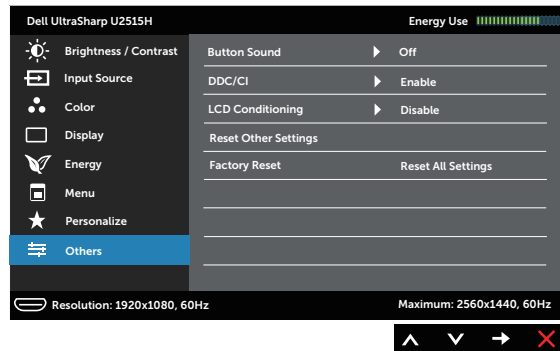 Dell UltraSharp U2515H
Energy Use
Brightness / Contrast
Input Source
Color
Display
Energy
Menu
Personalize
Others
Button Sound Off
DDC/CI Enable
LCD Conditioning Disable
Reset Other Settings
Factory Reset Reset All Settings
Resolution: 1920x1080, 60Hz
Maximum: 2560x1440, 60Hz